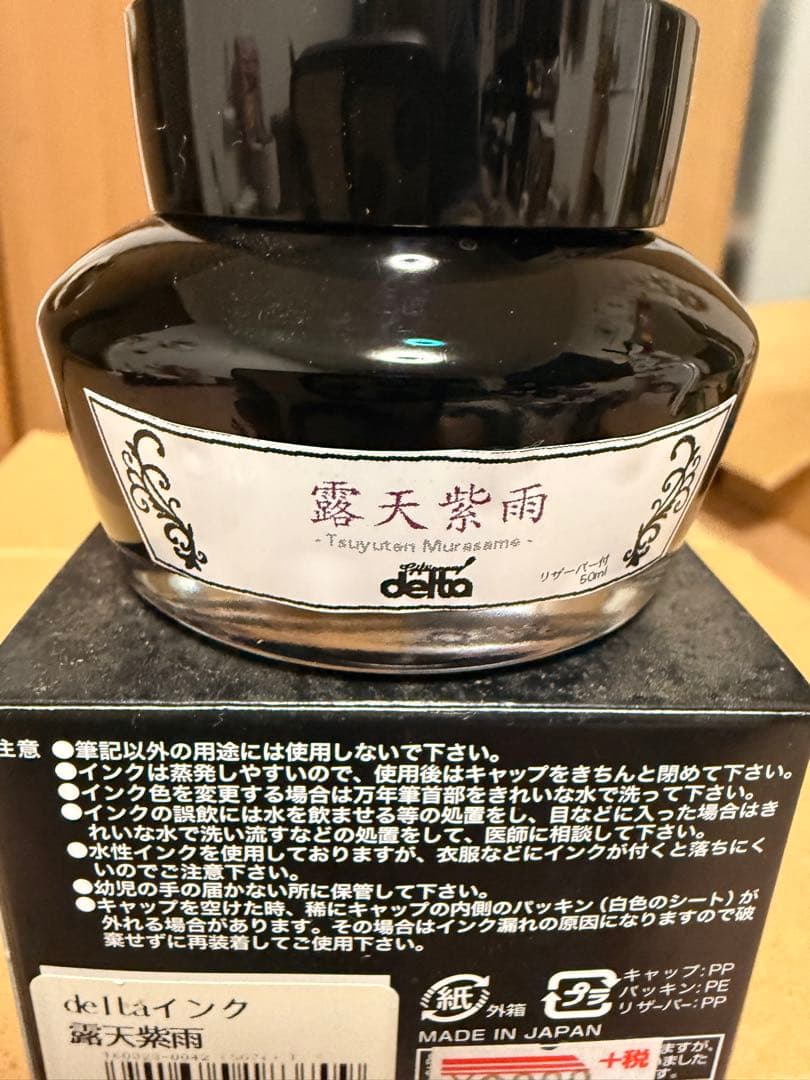 露天紫雨
- Tsuyuten Murasame -
delta
リザーバー付
50ml
注意 ●筆記以外の用途には使用しないで下さい。
●インクは蒸発しやすいので、使用後はキャップをきちんと閉めて下さい。
●インク色を変更する場合は万年筆首部をきれいな水で洗って下さい。
●インクの誤飲には水を飲ませる等の処置をし、目などに入った場合はき
れいな水で洗い流すなどの処置をして、医師に相談して下さい。
●水性インクを使用しておりますが、衣服などにインクが付くと落ちにく
いのでご注意下さい。
●幼児の手の届かない所に保管して下さい。
●キャップを空けた時、稀にキャップの内側のパッキン(白色のシート)が
外れる場合があります。その場合はインク漏れの原因になりますので破
棄せずに再装着してご使用下さい。
紙 外箱
プラ
キャップ:PP
パッキン:PE
リザーバー:PP
MADE IN JAPAN
deltaインク
露天紫雨
+税
ますが、
いました
す。